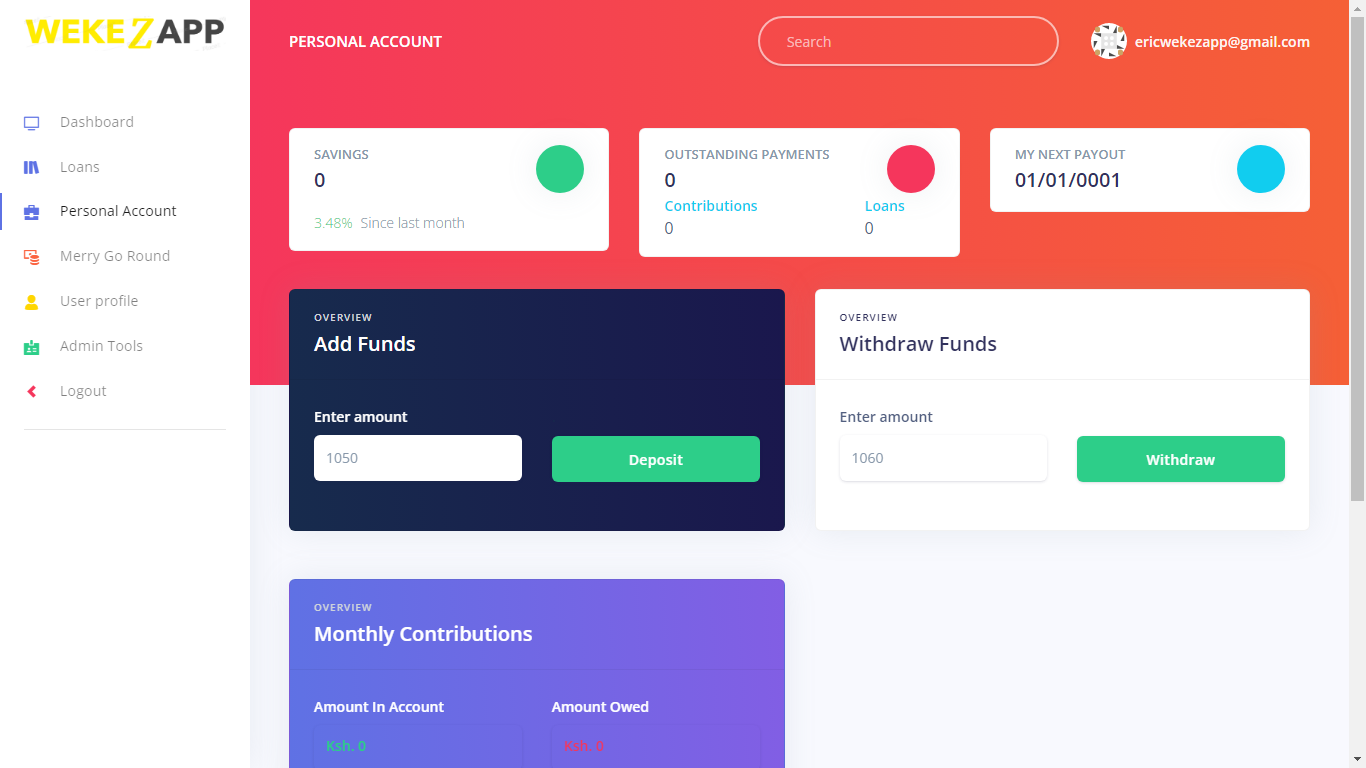 WEKEZAPP
PERSONAL ACCOUNT
Search
ericwekezapp@gmail.com
Dashboard
Loans
Personal Account
Merry Go Round
User profile
Admin Tools
Logout
SAVINGS
0
3.48% Since last month
OUTSTANDING PAYMENTS
0
Contributions Loans
0 0
MY NEXT PAYOUT
01/01/0001
OVERVIEW
Add Funds
Enter amount
1050 Deposit
OVERVIEW
Withdraw Funds
Enter amount
1060 Withdraw
OVERVIEW
Monthly Contributions
Amount In Account Amount Owed
Ksh. 0 Ksh. 0